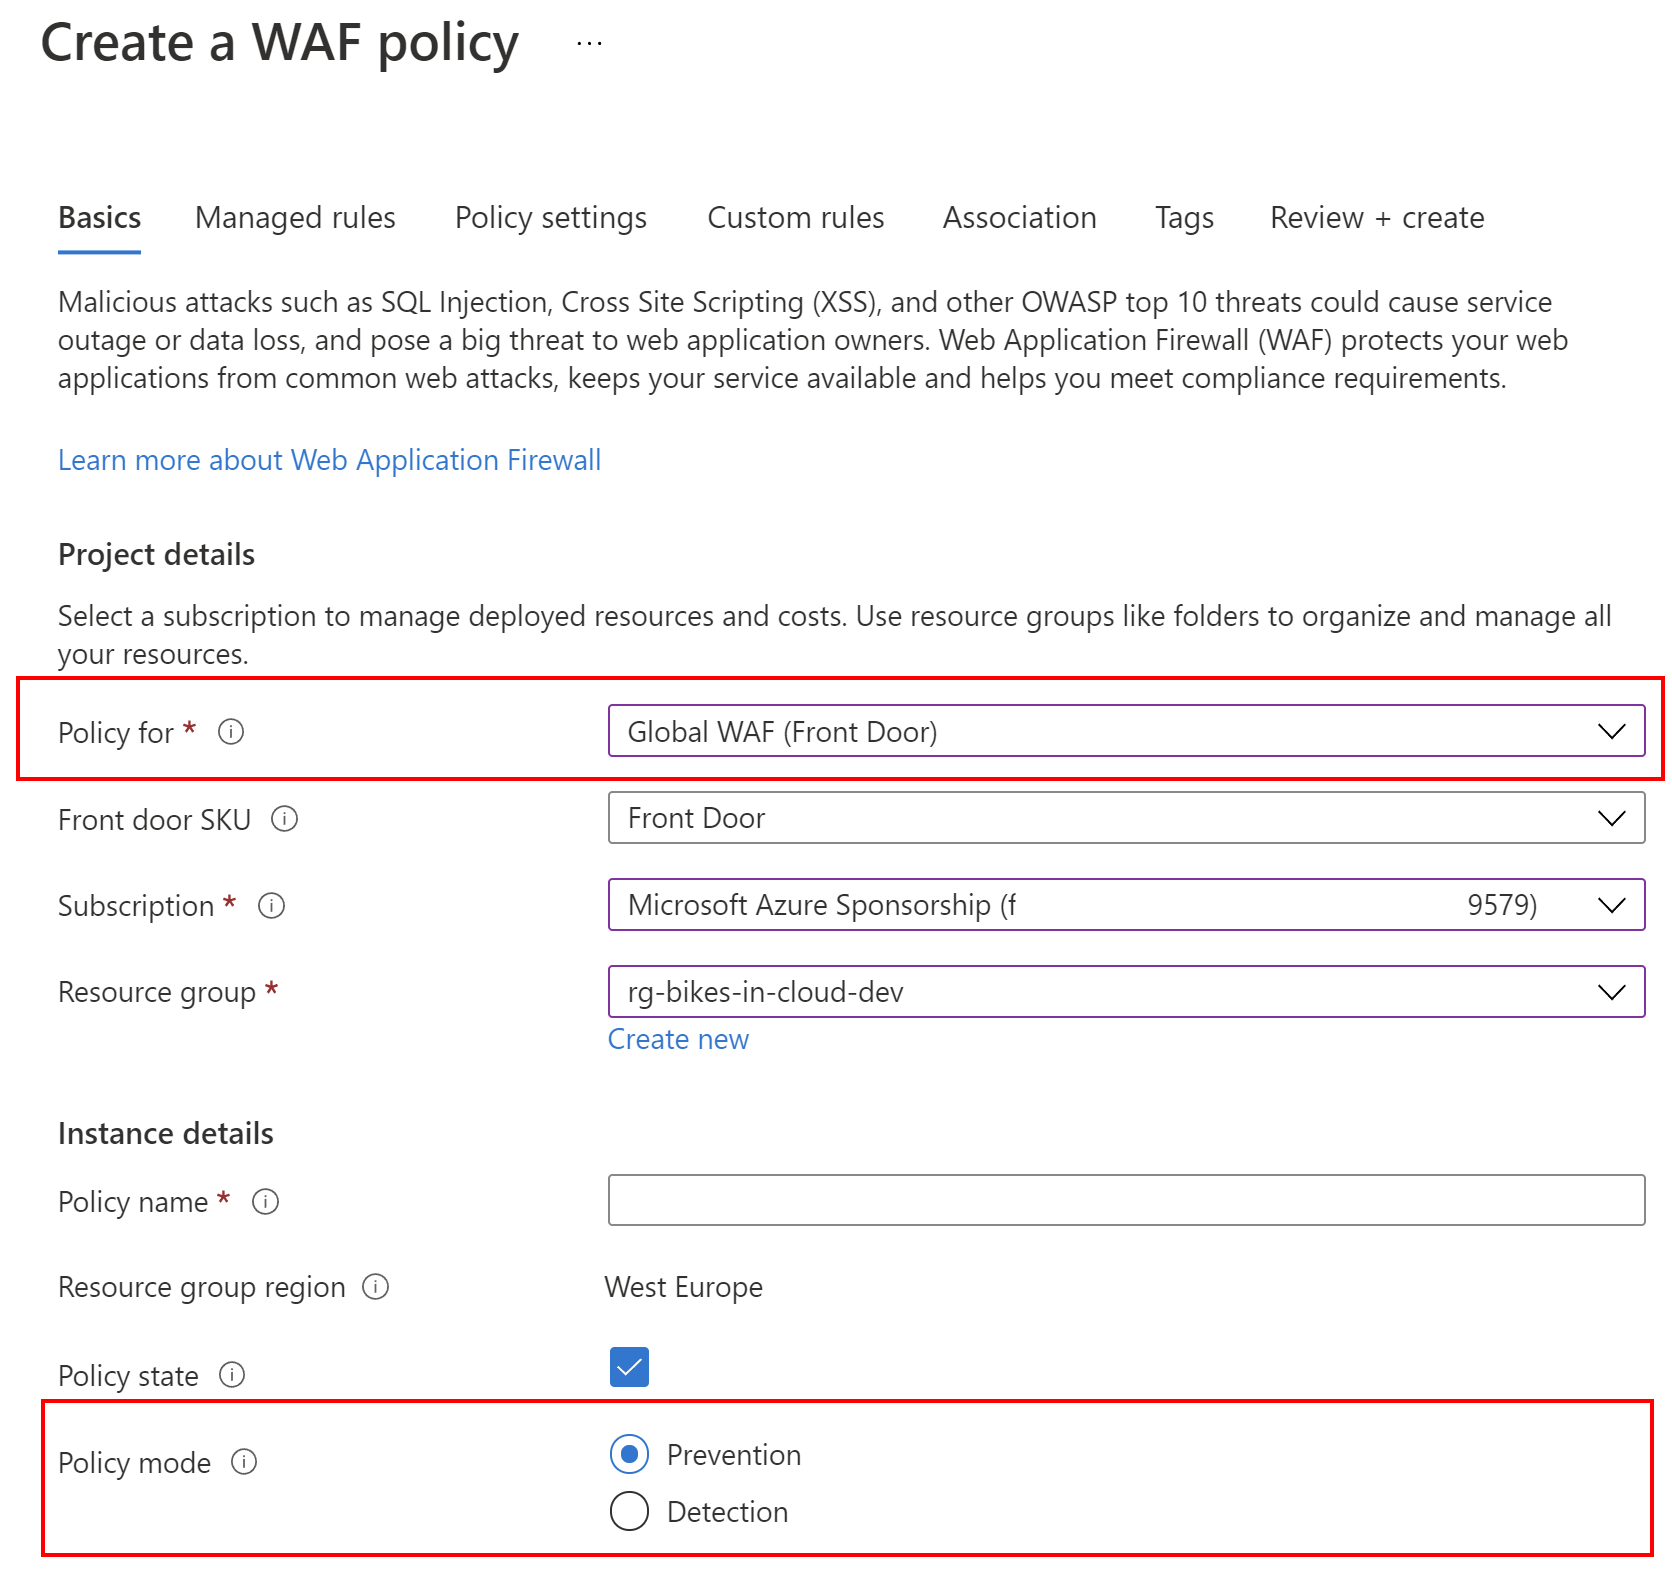 Create a WAF policy ...
Basics Managed rules Policy settings Custom rules Association Tags Review + create
Malicious attacks such as SQL Injection, Cross Site Scripting (XSS), and other OWASP top 10 threats could cause service
outage or data loss, and pose a big threat to web application owners. Web Application Firewall (WAF) protects your web
applications from common web attacks, keeps your service available and helps you meet compliance requirements.
Learn more about Web Application Firewall
Project details
Select a subscription to manage deployed resources and costs. Use resource groups like folders to organize and manage all
your resources.
Policy for * Global WAF (Front Door)
Front door SKU Front Door
Subscription * Microsoft Azure Sponsorship (f 9579)
Resource group * rg-bikes-in-cloud-dev
Create new
Instance details
Policy name *
Resource group region West Europe
Policy state
Policy mode Prevention
Detection